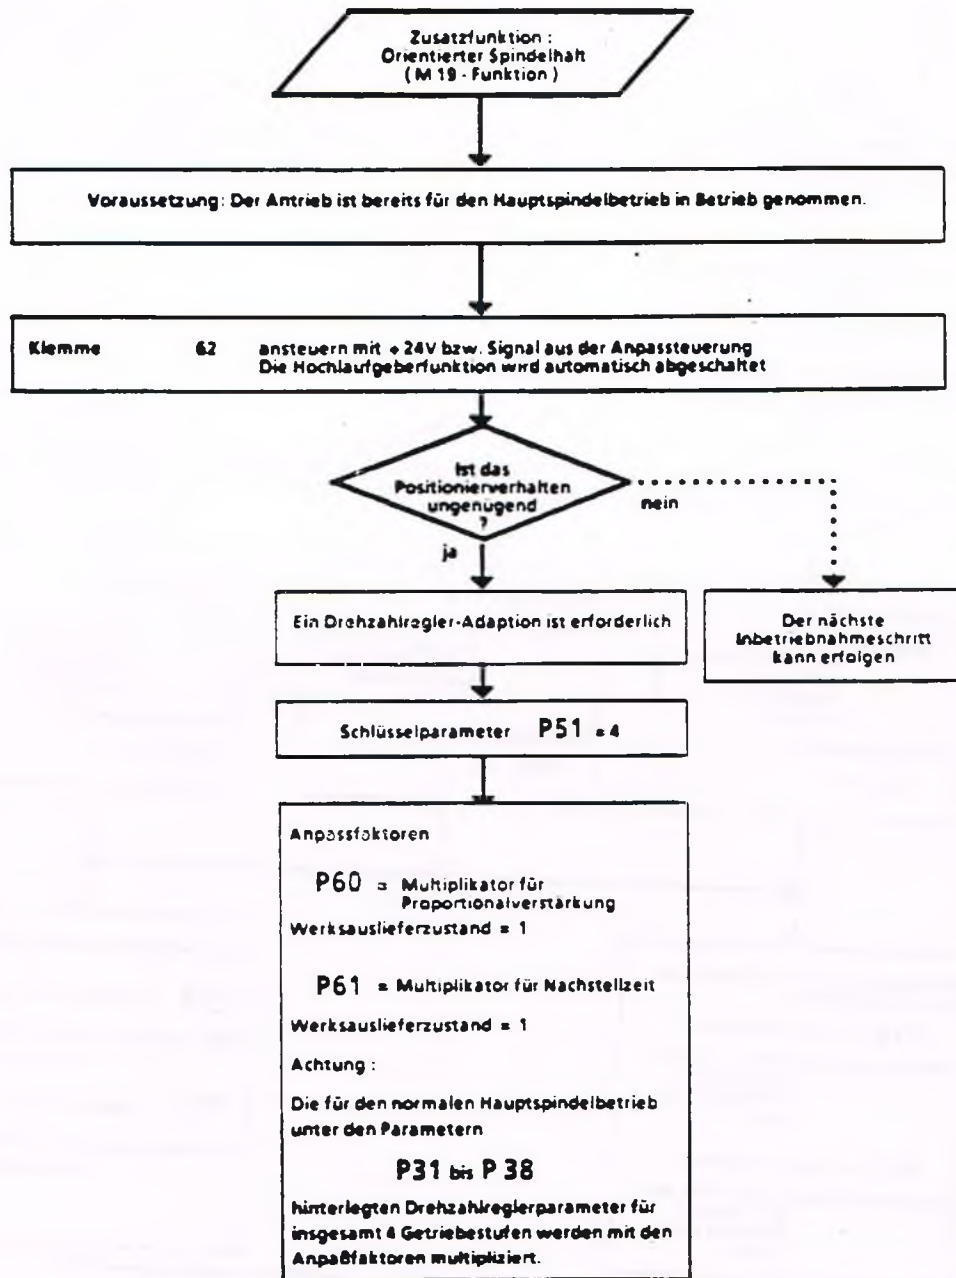 Zusatzfunktion :
Orientierter Spindelhalt
( M 19 - Funktion )
Voraussetzung: Der Antrieb ist bereits für den Hauptspindelbetrieb in Betrieb genommen.
Klemme 62 ansteuern mit + 24V bzw. Signal aus der Anpassteuerung
Die Hochlaufgeberfunktion wird automatisch abgeschaltet
Ist das
Positionierverhalten
ungenügend
?
nein
ja
Ein Drehzahlregler-Adaption ist erforderlich
Der nächste
Inbetriebnahmeschritt
kann erfolgen
Schlüsselparameter P51 = 4
Anpassfaktoren
P60 = Multiplikator für
Proportionalverstärkung
Werksauslieferzustand = 1
P61 = Multiplikator für Nachstellzeit
Werksauslieferzustand = 1
Achtung :
Die für den normalen Hauptspindelbetrieb
unter den Parametern
P31 bis P 38
hinterlegten Drehzahlreglerparameter für
insgesamt 4 Getriebestufen werden mit den
Anpaßfaktoren multipliziert.